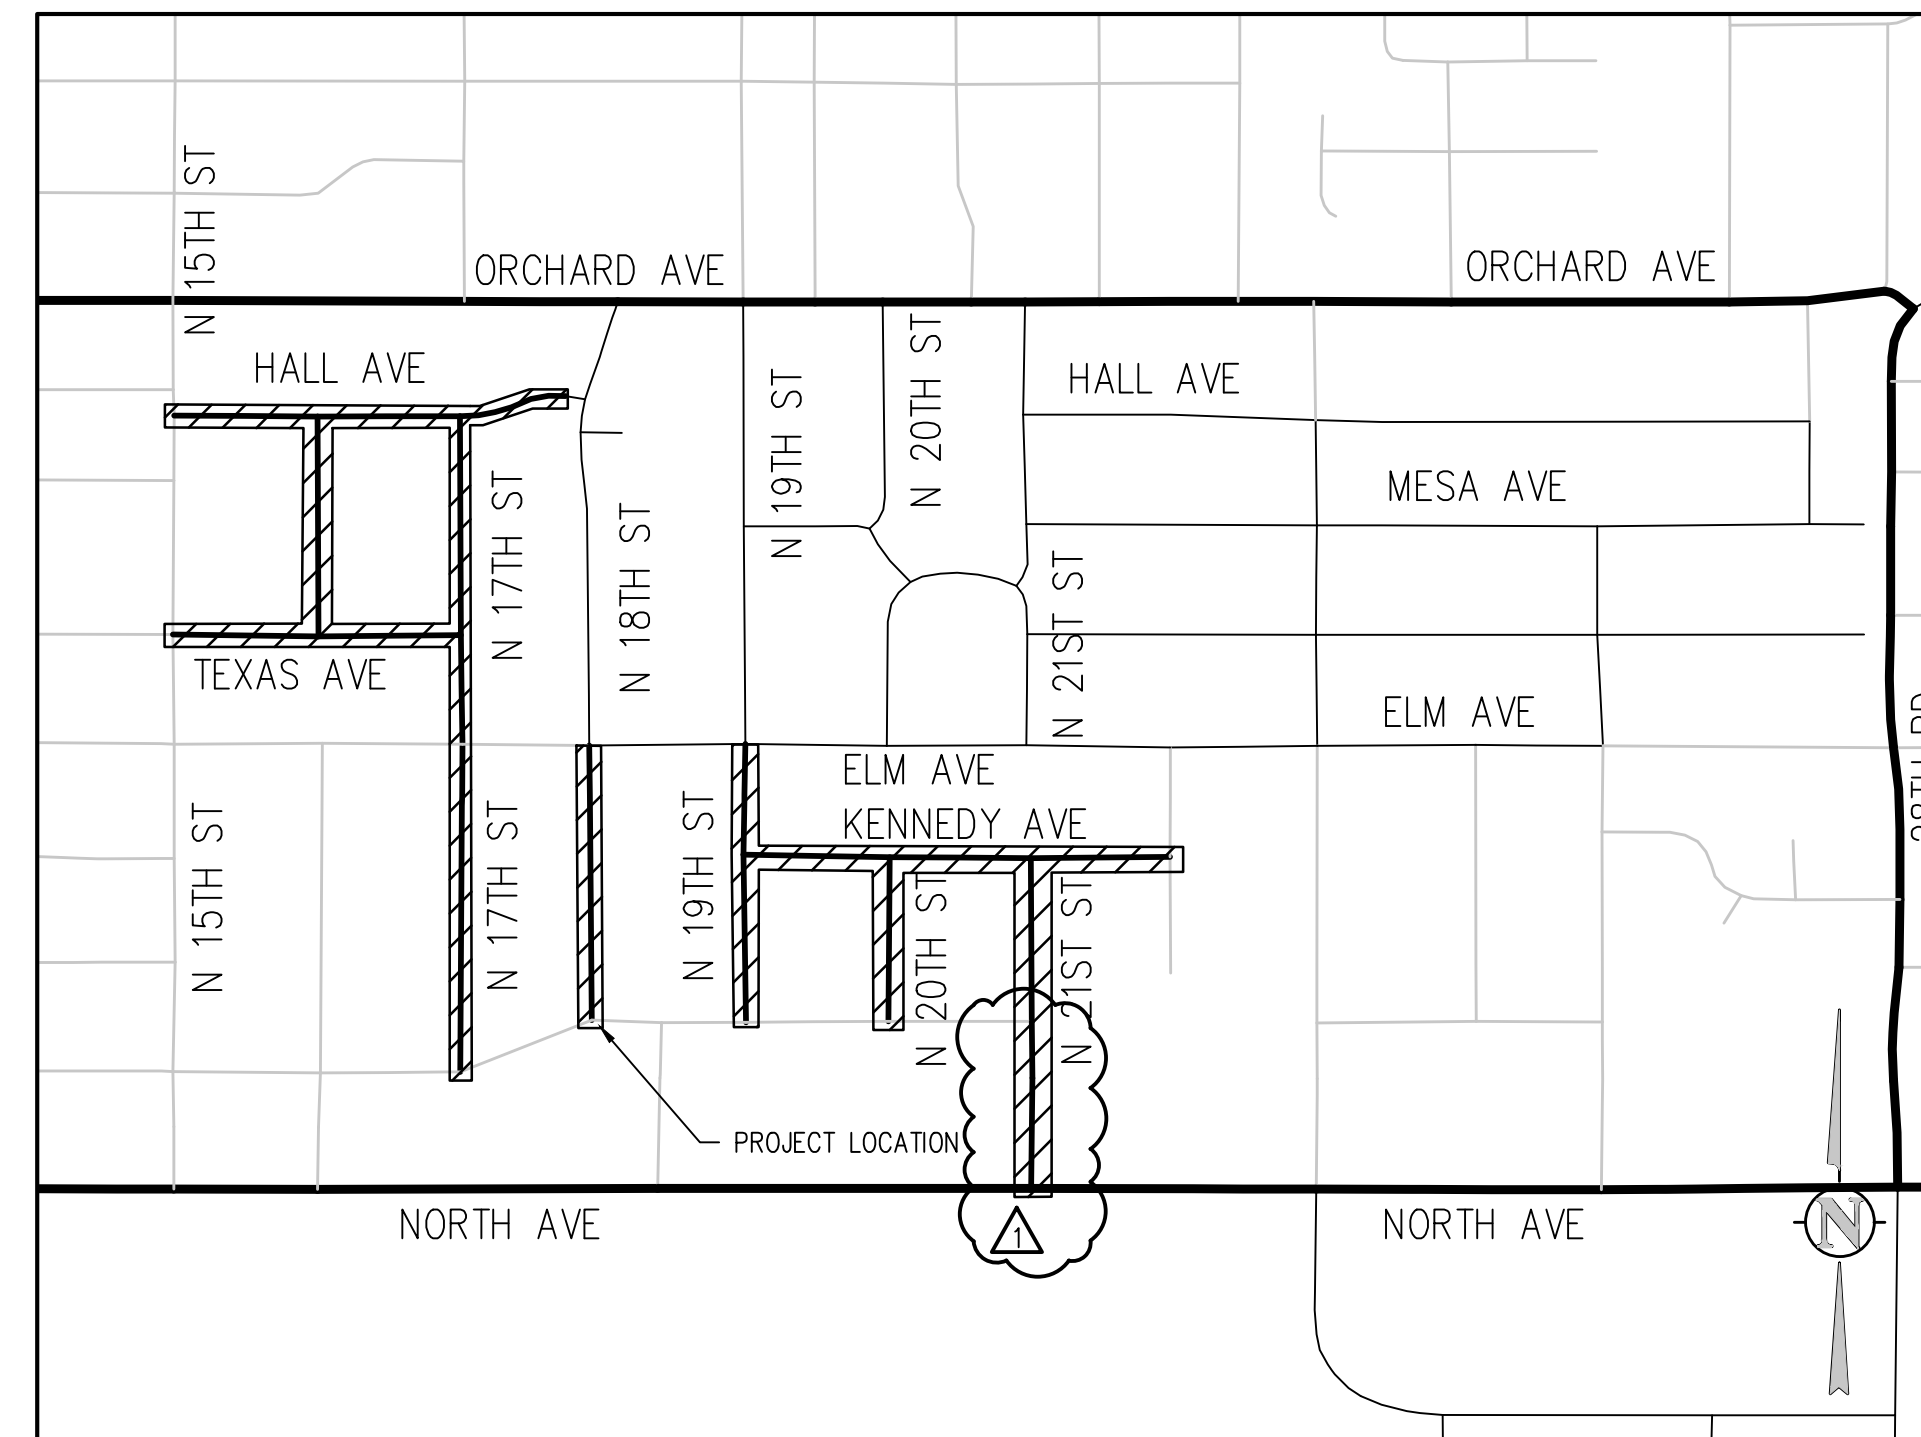 N 15TH ST
ORCHARD AVE
ORCHARD AVE
HALL AVE
N 19TH ST
N 20TH ST
HALL AVE
N 17TH ST
N 18TH ST
MESA AVE
N 21ST ST
TEXAS AVE
ELM AVE
ELM AVE
KENNEDY AVE
N 15TH ST
N 17TH ST
N 19TH ST
N 20TH ST
N 21ST ST
PROJECT LOCATION
NORTH AVE
1
NORTH AVE
N